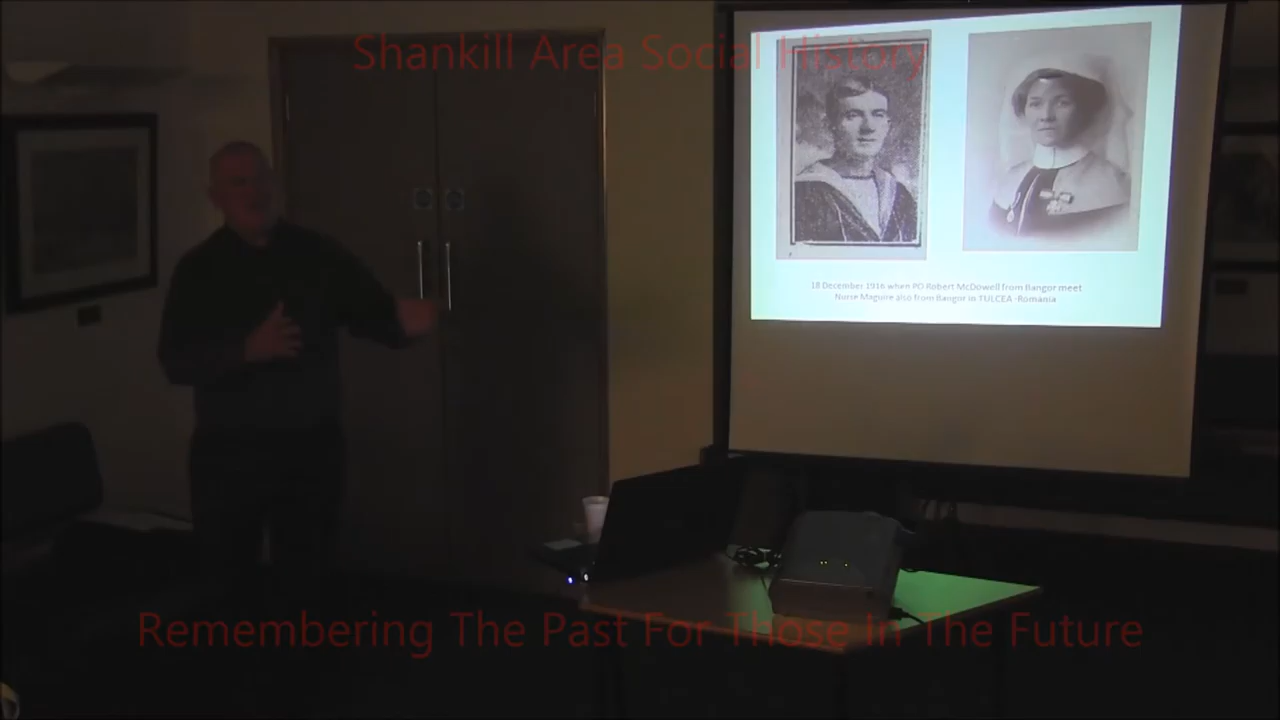 Shankill Area Social History
18 December 1916 when PO Robert McDowell from Bangor meet
Nurse Maguire also from Bangor in TULCEA -Romania
Remembering The Past For Those In The Future